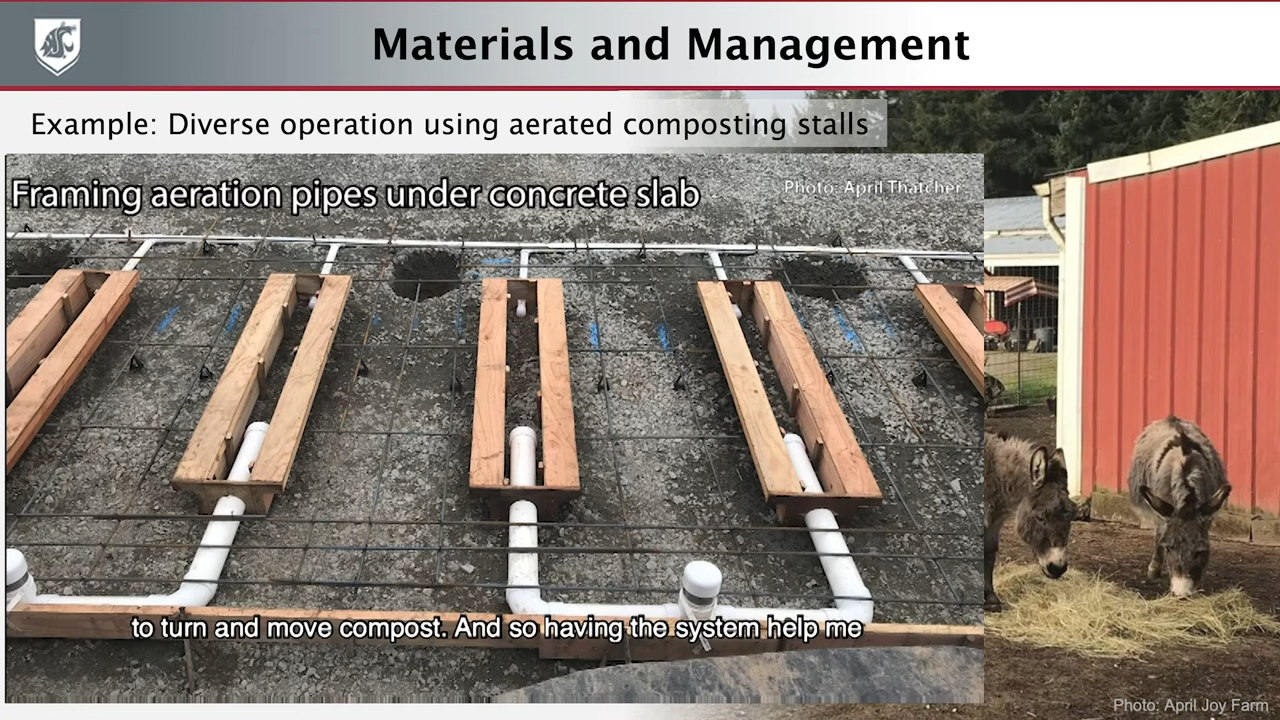 Materials and Management
Example: Diverse operation using aerated composting stalls
Framing aeration pipes under concrete slab
Photo: April Thatcher
to turn and move compost. And so having the system help me
Photo: April Joy Farm